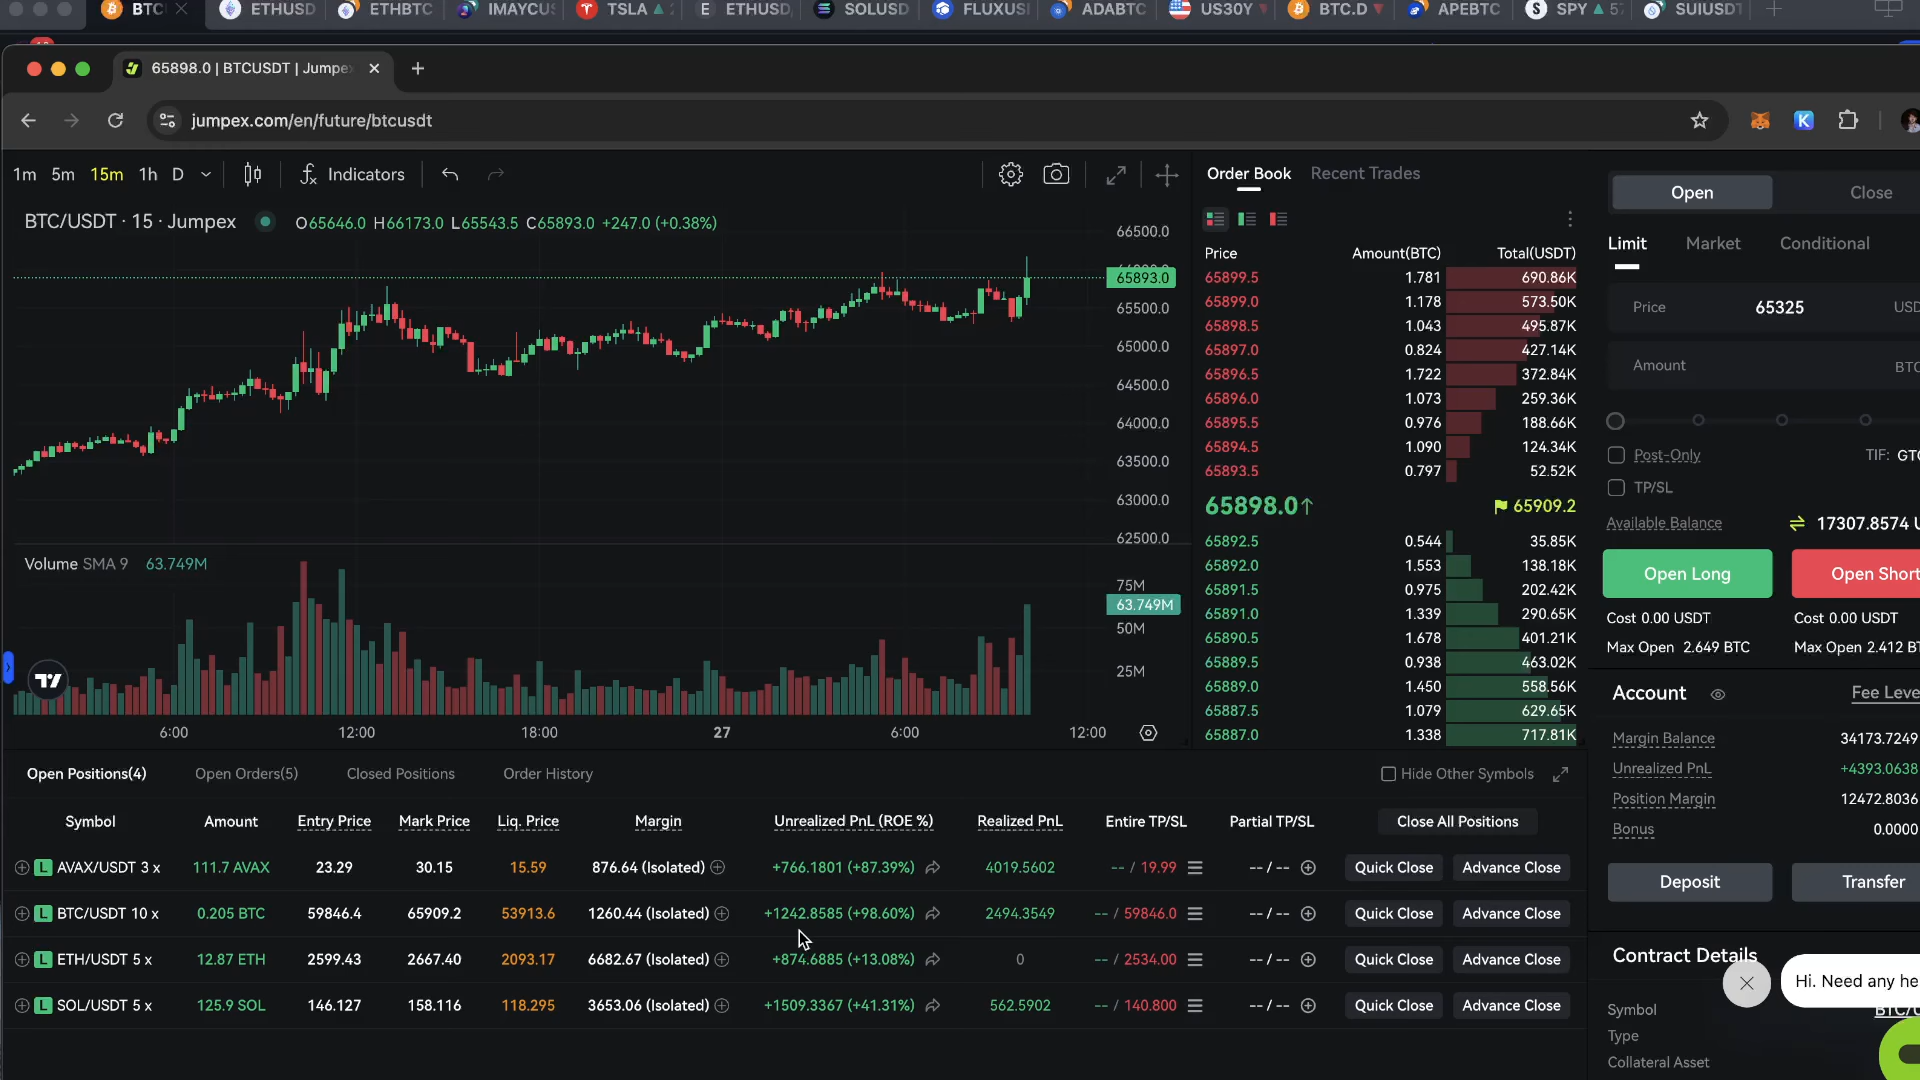 BTC ETHUSD ETHBTC IMAYCUS TSLA ETHUSD SOLUSD FLUXUSI ADABTC US30Y BTC.D APEBTC SPY SUIUSDT
65898.0 | BTCUSDT | Jumpex
jumpex.com/en/future/btcusdt
1m 5m 15m 1h D Indicators
BTC/USDT · 15 · Jumpex O65646.0 H66173.0 L65543.5 C65893.0 +247.0 (+0.38%)
66500.0
65893.0
65500.0
65000.0
64500.0
64000.0
63500.0
63000.0
62500.0
Volume SMA 9 63.749M
75M
63.749M
50M
25M
6:00 12:00 18:00 27 6:00 12:00
Order Book Recent Trades
Price Amount(BTC) Total(USDT)
65899.5 1.781 690.86K
65899.0 1.178 573.50K
65898.5 1.043 495.87K
65897.0 0.824 427.14K
65896.5 1.722 372.84K
65896.0 1.073 259.36K
65895.5 0.976 188.66K
65894.5 1.090 124.34K
65893.5 0.797 52.52K
65898.0↑ 65909.2
65892.5 0.544 35.85K
65892.0 1.553 138.18K
65891.5 0.975 202.42K
65891.0 1.339 290.65K
65890.5 1.678 401.21K
65889.5 0.938 463.02K
65889.0 1.450 558.56K
65887.5 1.079 629.65K
65887.0 1.338 717.81K
Open Close
Limit Market Conditional
Price 65325 USD
Amount BTC
Post-Only TIF: GTC
TP/SL
Available Balance 17307.8574 U
Open Long Open Short
Cost 0.00 USDT Cost 0.00 USDT
Max Open 2.649 BTC Max Open 2.412 BT
Account Fee Leve
Margin Balance 34173.7249
Unrealized PnL +4393.0638
Position Margin 12472.8036
Bonus 0.0000
Deposit Transfer
Contract Details
Hi. Need any he
Symbol BTC/U
Type
Collateral Asset
Open Positions(4) Open Orders(5) Closed Positions Order History Hide Other Symbols
Symbol Amount Entry Price Mark Price Liq. Price Margin Unrealized PnL (ROE %) Realized PnL Entire TP/SL Partial TP/SL Close All Positions
L AVAX/USDT 3 x 111.7 AVAX 23.29 30.15 15.59 876.64 (Isolated) +766.1801 (+87.39%) 4019.5602 -- / 19.99 -- / -- Quick Close Advance Close
L BTC/USDT 10 x 0.205 BTC 59846.4 65909.2 53913.6 1260.44 (Isolated) +1242.8585 (+98.60%) 2494.3549 -- / 59846.0 -- / -- Quick Close Advance Close
L ETH/USDT 5 x 12.87 ETH 2599.43 2667.40 2093.17 6682.67 (Isolated) +874.6885 (+13.08%) 0 -- / 2534.00 -- / -- Quick Close Advance Close
L SOL/USDT 5 x 125.9 SOL 146.127 158.116 118.295 3653.06 (Isolated) +1509.3367 (+41.31%) 562.5902 -- / 140.800 -- / -- Quick Close Advance Close